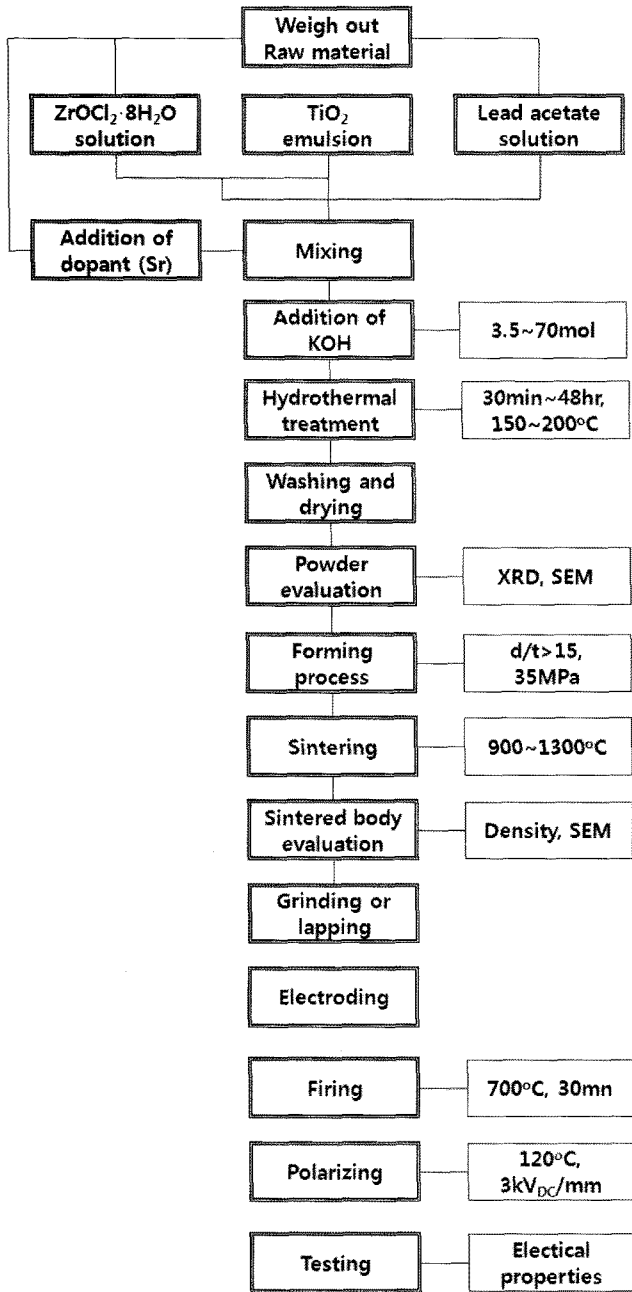 Weigh out
Raw material
ZrOCl₂·8H₂O
solution
TiO₂
emulsion
Lead acetate
solution
Addition of
dopant (Sr)
Mixing
Addition of
KOH
3.5~70mol
Hydrothermal
treatment
30min~48hr,
150~200°C
Washing and
drying
Powder
evaluation
XRD, SEM
Forming
process
d/t>15,
35MPa
Sintering
900~1300°C
Sintered body
evaluation
Density, SEM
Grinding or
lapping
Electroding
Firing
700°C, 30mn
Polarizing
120°C,
3kV_DC/mm
Testing
Electical
properties